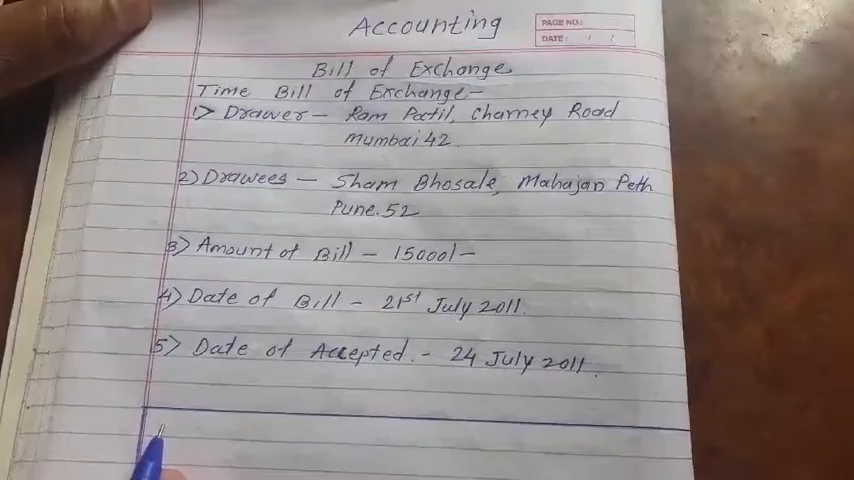 Accounting
PAGE NO.:
DATE: / /
Bill of Exchange
Time Bill of Exchange-
1> Drawer - Ram Patil, Charney Road
Mumbai 42.
2> Drawees - Sham Bhosale, Mahajan Peth
Pune. 52
3> Amount of Bill - 15000/-
4> Date of Bill - 21st July 2011.
5> Date of Accepted. - 24 July 2011.